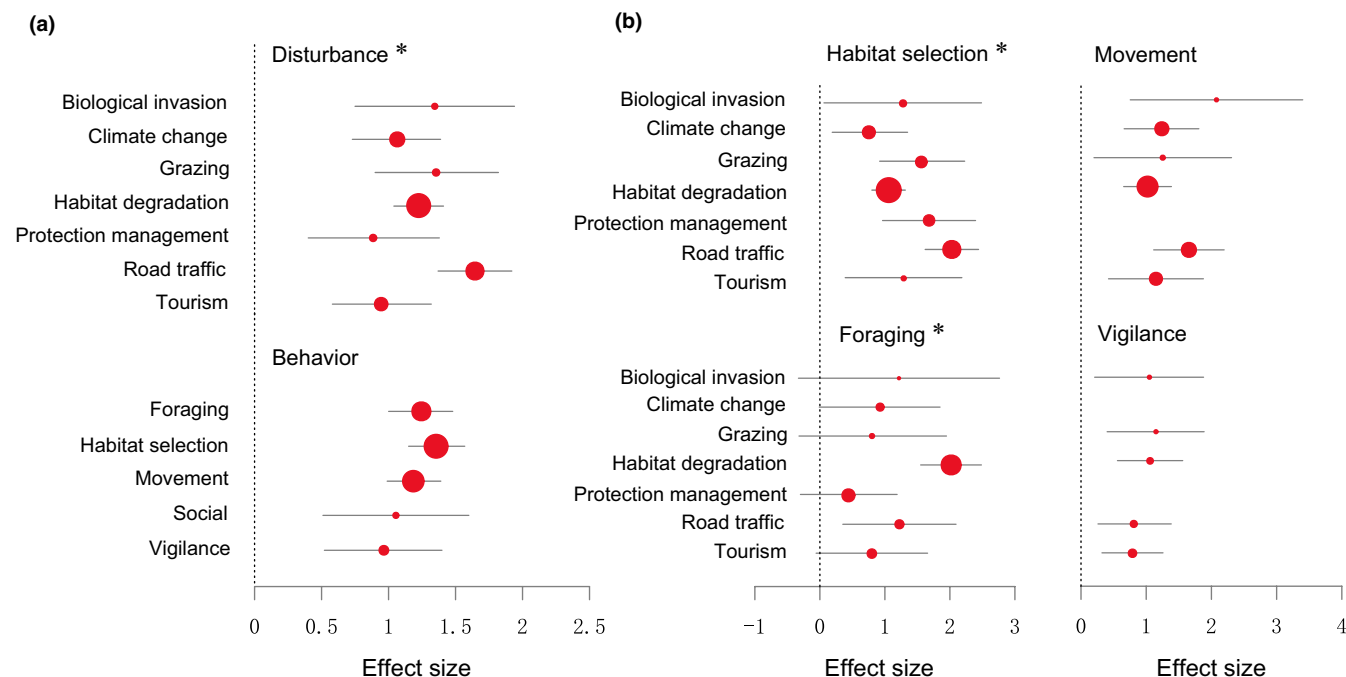 (a)
Disturbance *
Biological invasion
Climate change
Grazing
Habitat degradation
Protection management
Road traffic
Tourism
Behavior
Foraging
Habitat selection
Movement
Social
Vigilance
0 0.5 1 1.5 2 2.5
Effect size
(b)
Habitat selection *
Movement
Biological invasion
Climate change
Grazing
Habitat degradation
Protection management
Road traffic
Tourism
Foraging *
Vigilance
Biological invasion
Climate change
Grazing
Habitat degradation
Protection management
Road traffic
Tourism
-1 0 1 2 3
0 1 2 3 4
Effect size
Effect size